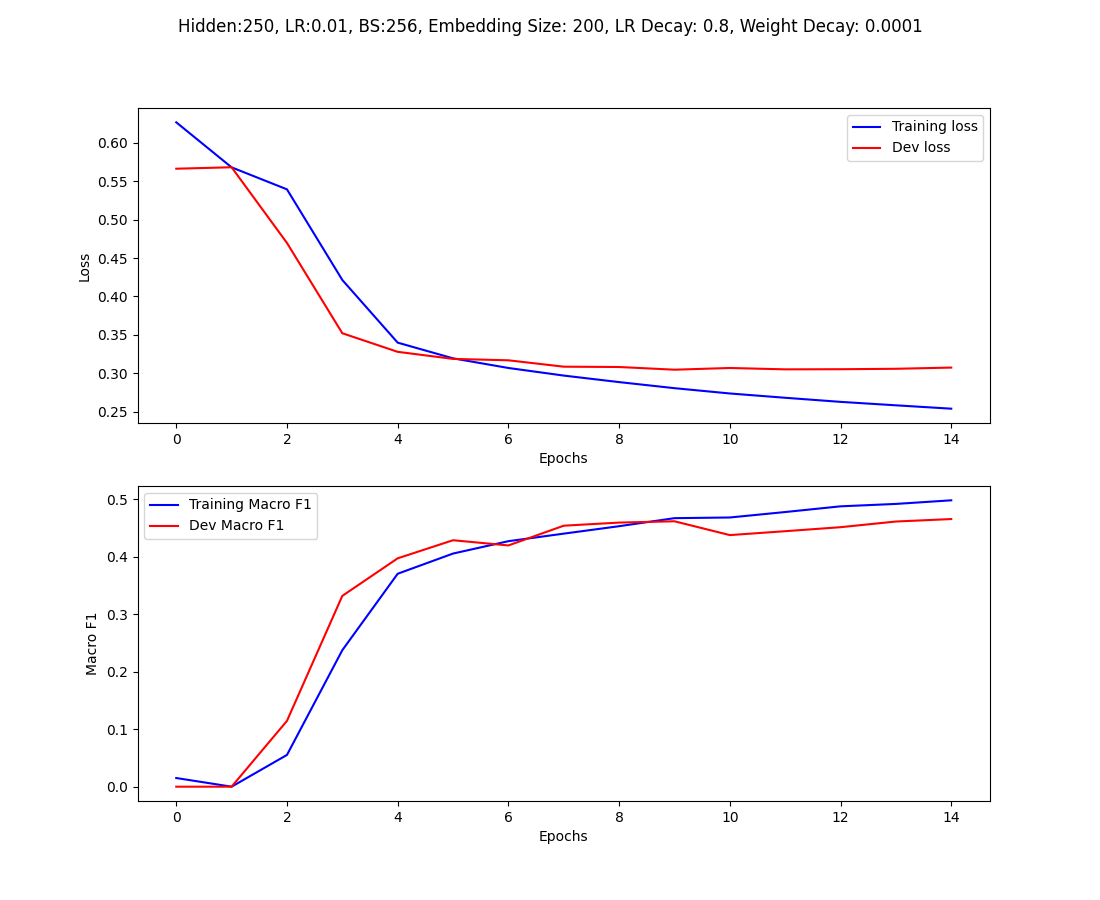 Hidden:250, LR:0.01, BS:256, Embedding Size: 200, LR Decay: 0.8, Weight Decay: 0.0001
Training loss
Dev loss
0.60
0.55
0.50
0.45
0.40
0.35
0.30
0.25
Loss
0 2 4 6 8 10 12 14
Epochs
Training Macro F1
Dev Macro F1
0.5
0.4
0.3
0.2
0.1
0.0
Macro F1
0 2 4 6 8 10 12 14
Epochs